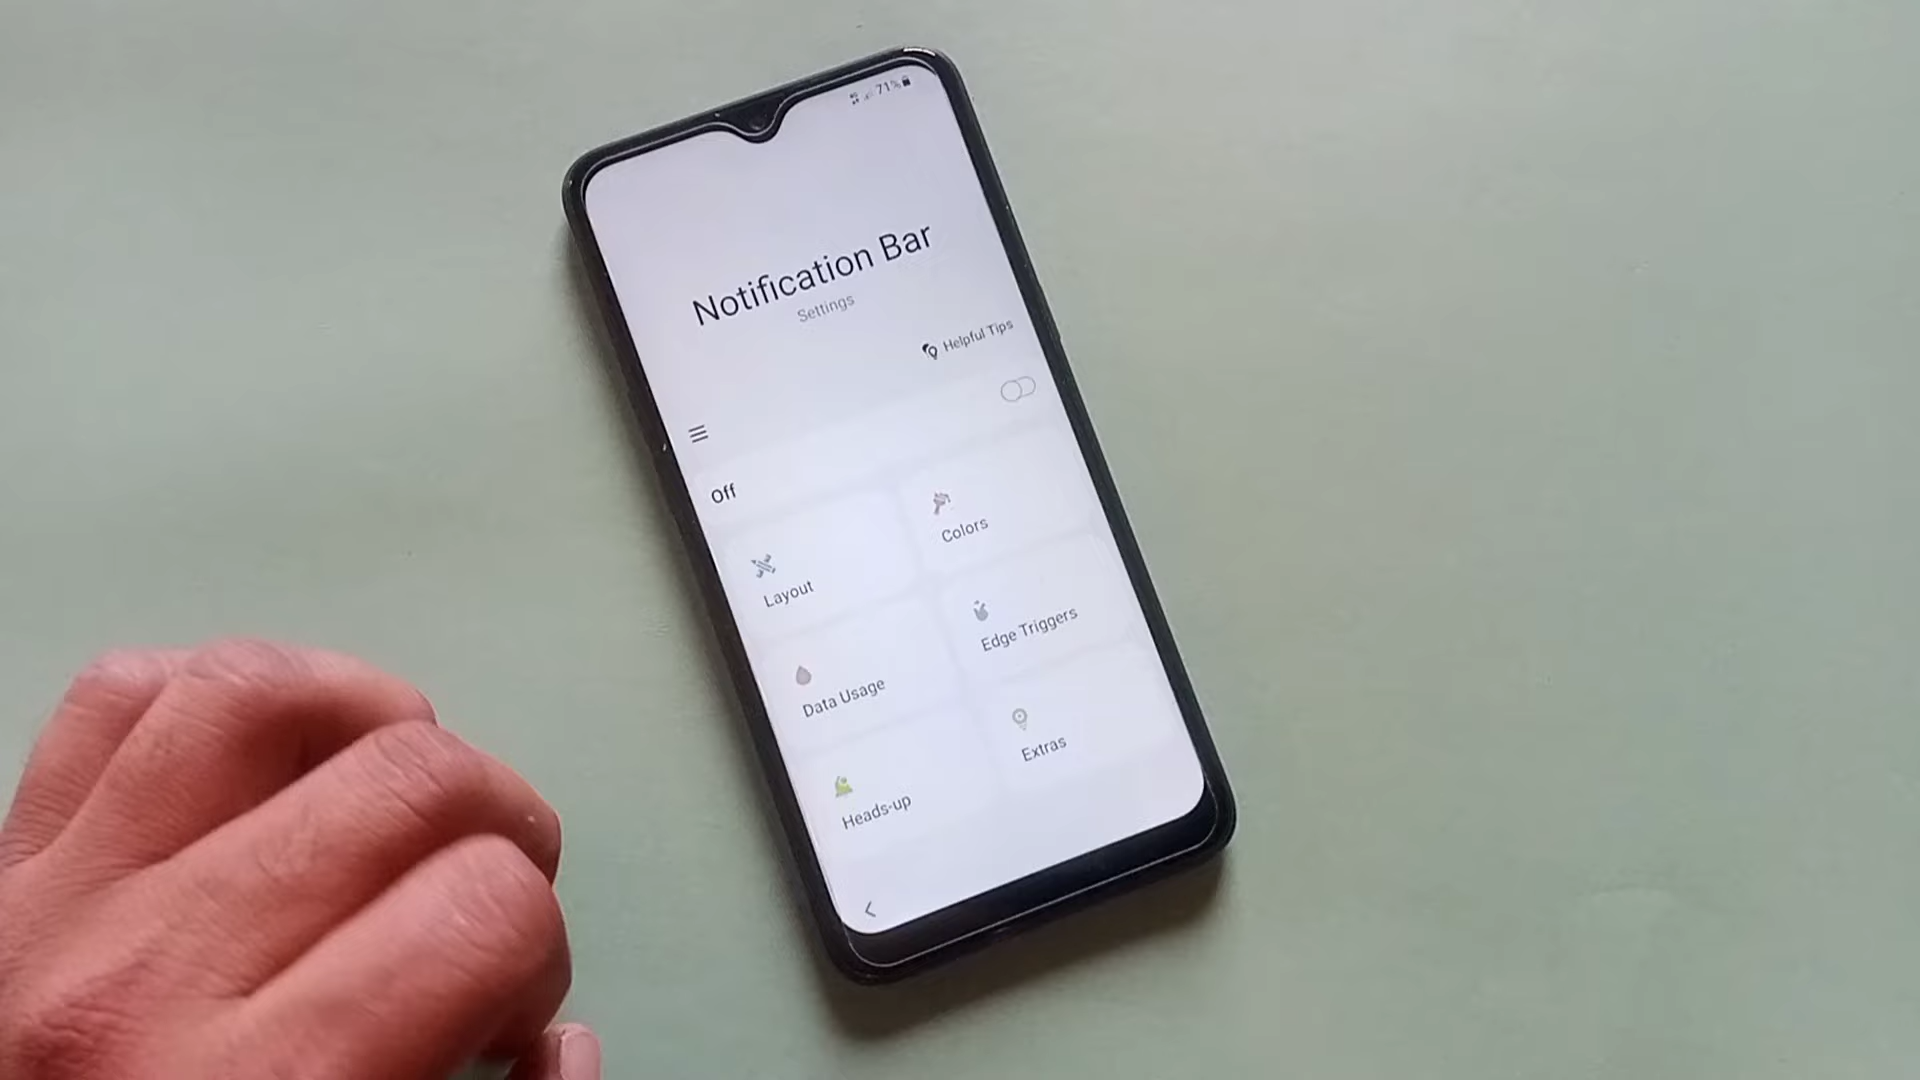 71%
Notification Bar
Settings
Helpful Tips
Off
Layout
Colors
Data Usage
Edge Triggers
Heads-up
Extras